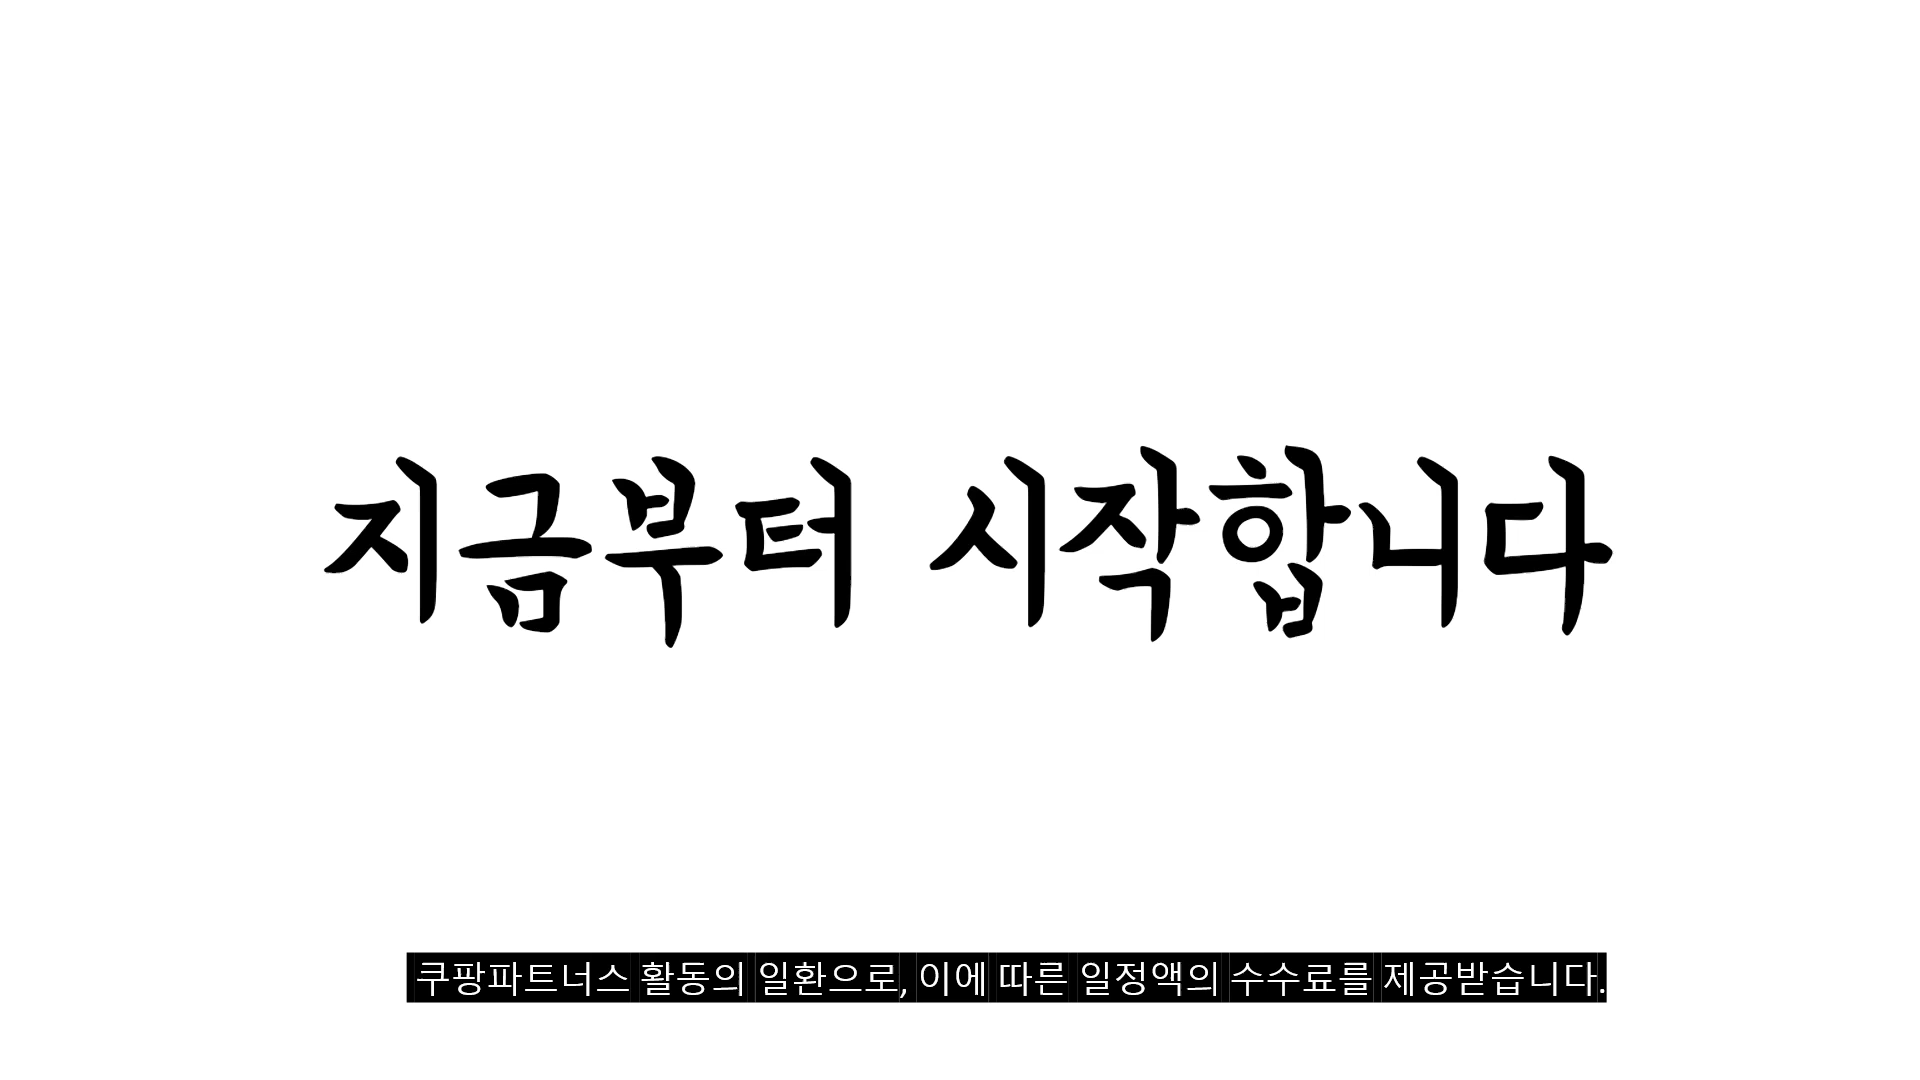 지금부터 시작합니다
쿠팡파트너스 활동의 일환으로, 이에 따른 일정액의 수수료를 제공받습니다.